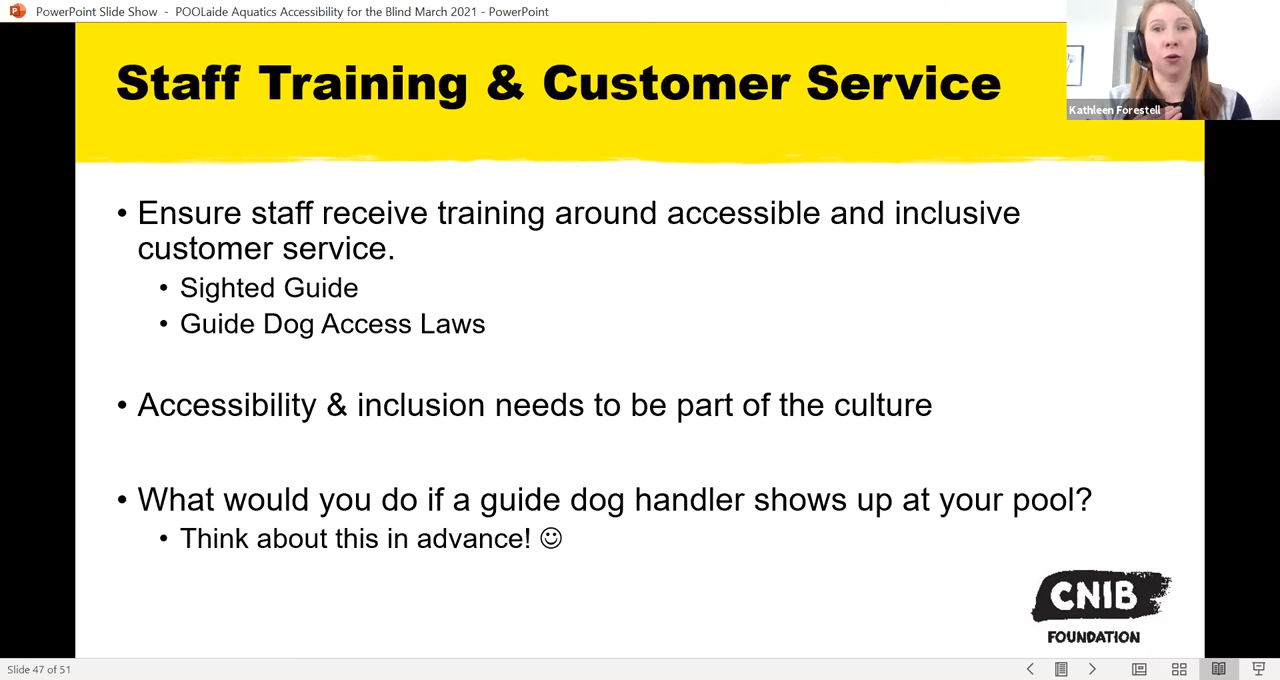 PowerPoint Slide Show - POOLaide Aquatics Accessibility for the Blind March 2021 - PowerPoint
Staff Training & Customer Service
Kathleen Forestell
• Ensure staff receive training around accessible and inclusive
customer service.
• Sighted Guide
• Guide Dog Access Laws
• Accessibility & inclusion needs to be part of the culture
• What would you do if a guide dog handler shows up at your pool?
• Think about this in advance! ☺
CNIB
FOUNDATION
Slide 47 of 51